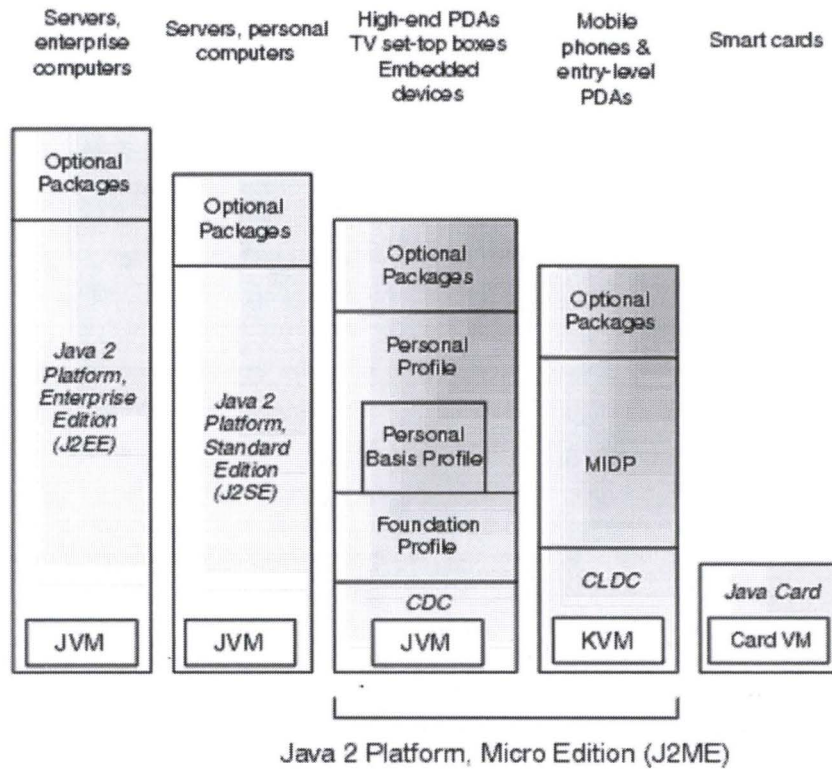 Servers,
enterprise
computers
Servers, personal
computers
High-end PDAs
TV set-top boxes
Embedded
devices
Mobile
phones &
entry-level
PDAs
Smart cards
Optional
Packages
Java 2
Platform,
Enterprise
Edition
(J2EE)
JVM
Optional
Packages
Java 2
Platform,
Standard
Edition
(J2SE)
JVM
Optional
Packages
Personal
Profile
Personal
Basis Profile
Foundation
Profile
CDC
JVM
Optional
Packages
MIDP
CLDC
KVM
Java Card
Card VM
Java 2 Platform, Micro Edition (J2ME)